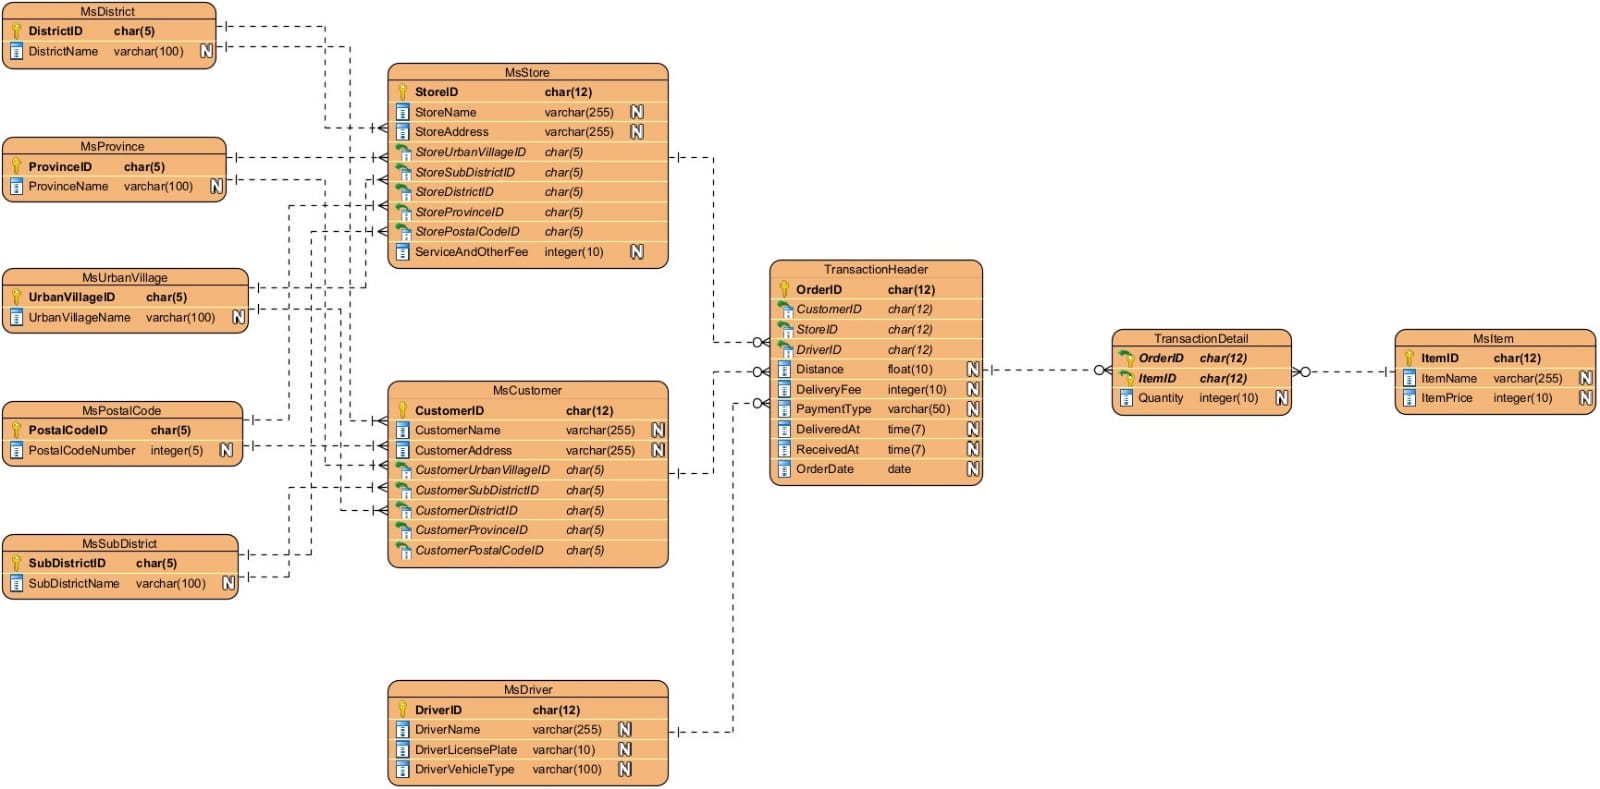 MsDistrict
DistrictID char(5)
DistrictName varchar(100) N
MsProvince
ProvinceID char(5)
ProvinceName varchar(100) N
MsUrbanVillage
UrbanVillageID char(5)
UrbanVillageName varchar(100) N
MsPostalCode
PostalCodeID char(5)
PostalCodeNumber integer(5) N
MsSubDistrict
SubDistrictID char(5)
SubDistrictName varchar(100) N
MsStore
StoreID char(12)
StoreName varchar(255) N
StoreAddress varchar(255) N
StoreUrbanVillageID char(5)
StoreSubDistrictID char(5)
StoreDistrictID char(5)
StoreProvinceID char(5)
StorePostalCodeID char(5)
ServiceAndOtherFee integer(10) N
MsCustomer
CustomerID char(12)
CustomerName varchar(255) N
CustomerAddress varchar(255) N
CustomerUrbanVillageID char(5)
CustomerSubDistrictID char(5)
CustomerDistrictID char(5)
CustomerProvinceID char(5)
CustomerPostalCodeID char(5)
MsDriver
DriverID char(12)
DriverName varchar(255) N
DriverLicensePlate varchar(10) N
DriverVehicleType varchar(100) N
TransactionHeader
OrderID char(12)
CustomerID char(12)
StoreID char(12)
DriverID char(12)
Distance float(10) N
DeliveryFee integer(10) N
PaymentType varchar(50) N
DeliveredAt time(7) N
ReceivedAt time(7) N
OrderDate date N
TransactionDetail
OrderID char(12)
ItemID char(12)
Quantity integer(10) N
MsItem
ItemID char(12)
ItemName varchar(255) N
ItemPrice integer(10) N